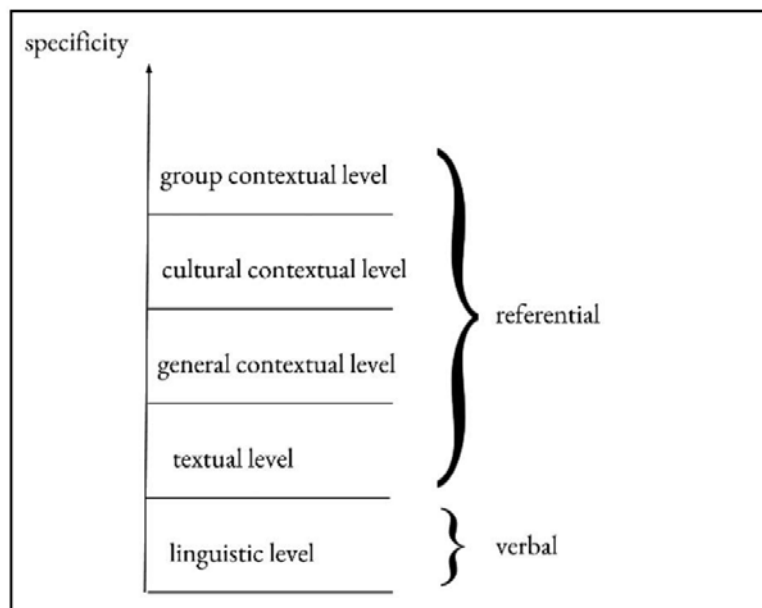 specificity
group contextual level
cultural contextual level
referential
general contextual level
textual level
linguistic level
verbal